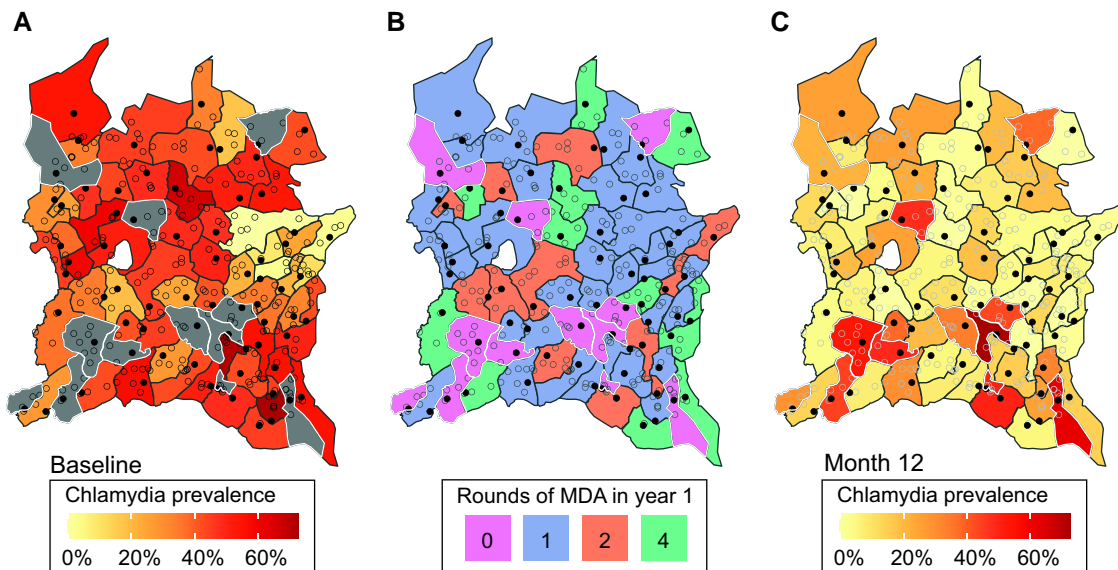 A
B
C
Baseline
Chlamydia prevalence
0% 20% 40% 60%
Rounds of MDA in year 1
0 1 2 4
Month 12
Chlamydia prevalence
0% 20% 40% 60%